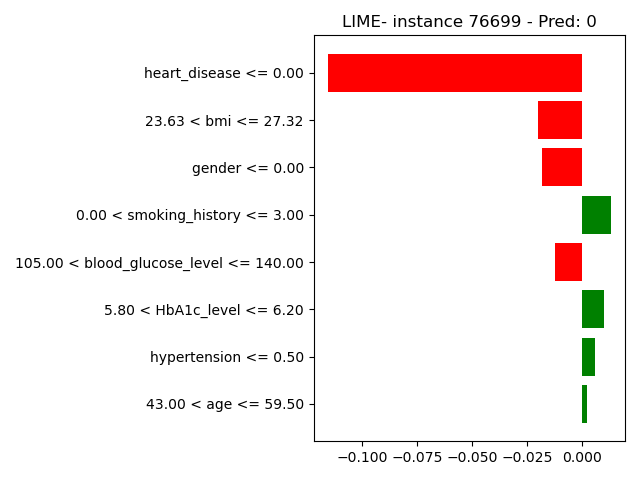 LIME- instance 76699 - Pred: 0
heart_disease <= 0.00
23.63 < bmi <= 27.32
gender <= 0.00
0.00 < smoking_history <= 3.00
105.00 < blood_glucose_level <= 140.00
5.80 < HbA1c_level <= 6.20
hypertension <= 0.50
43.00 < age <= 59.50
−0.100 −0.075 −0.050 −0.025 0.000